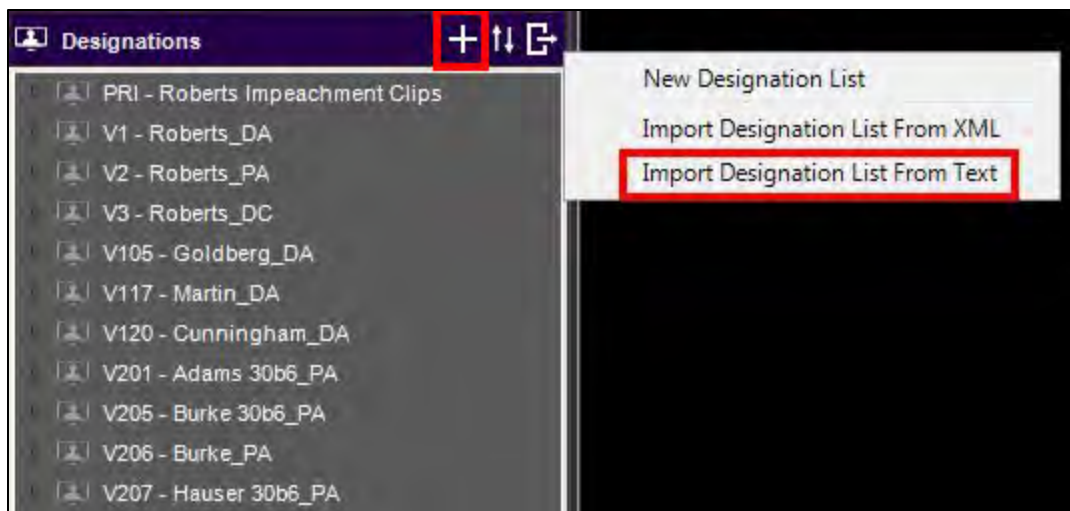 Designations
PRI - Roberts Impeachment Clips
V1 - Roberts_DA
V2 - Roberts_PA
V3 - Roberts_DC
V105 - Goldberg_DA
V117 - Martin_DA
V120 - Cunningham_DA
V201 - Adams 30b6_PA
V205 - Burke 30b6_PA
V206 - Burke_PA
V207 - Hauser 30b6_PA
New Designation List
Import Designation List From XML
Import Designation List From Text